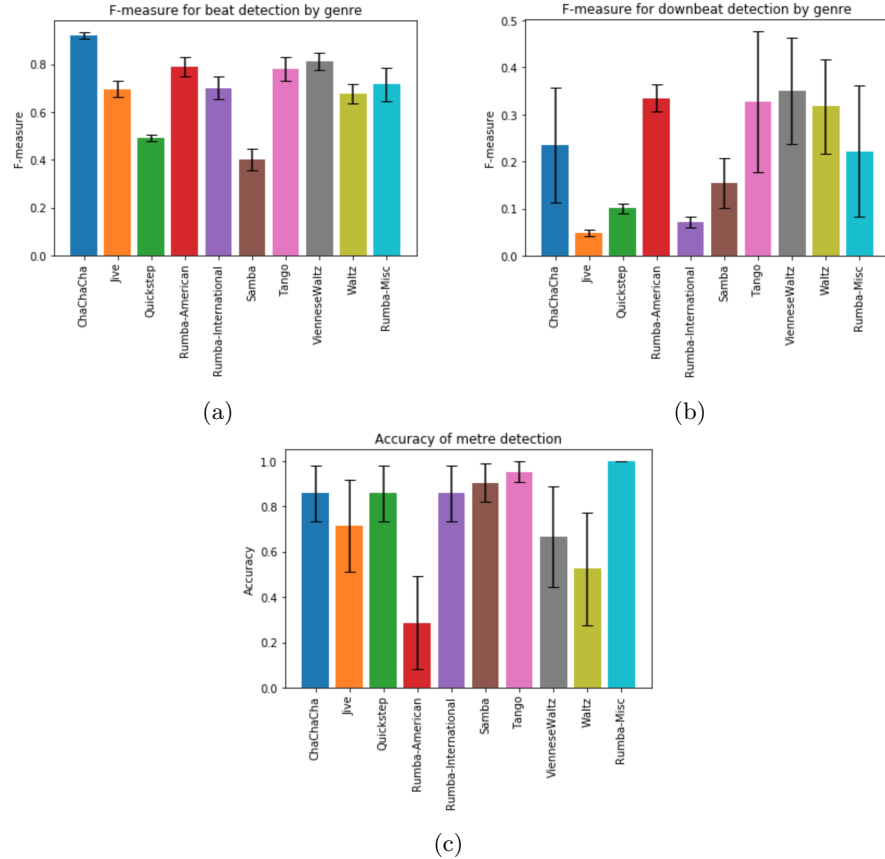 F-measure for beat detection by genre
F-measure
0.8
0.6
0.4
0.2
0.0
ChaChaCha
Jive
Quickstep
Rumba-American
Rumba-International
Samba
Tango
VienneseWaltz
Waltz
Rumba-Misc
(a)
F-measure for downbeat detection by genre
F-measure
0.5
0.4
0.3
0.2
0.1
0.0
ChaChaCha
Jive
Quickstep
Rumba-American
Rumba-International
Samba
Tango
VienneseWaltz
Waltz
Rumba-Misc
(b)
Accuracy of metre detection
Accuracy
1.0
0.8
0.6
0.4
0.2
0.0
ChaChaCha
Jive
Quickstep
Rumba-American
Rumba-International
Samba
Tango
VienneseWaltz
Waltz
Rumba-Misc
(c)